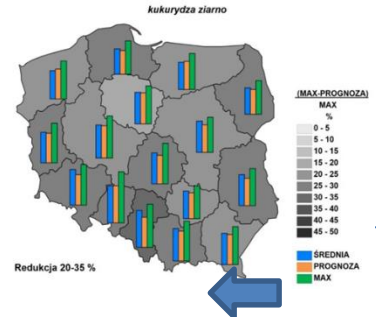 kukurydza ziarno
(MAX-PROGNOZA)
MAX
%
0 - 5
5 - 10
10 - 15
15 - 20
20 - 25
25 - 30
30 - 35
35 - 40
40 - 45
45 - 50
ŚREDNIA
PROGNOZA
MAX
Redukcja 20-35 %